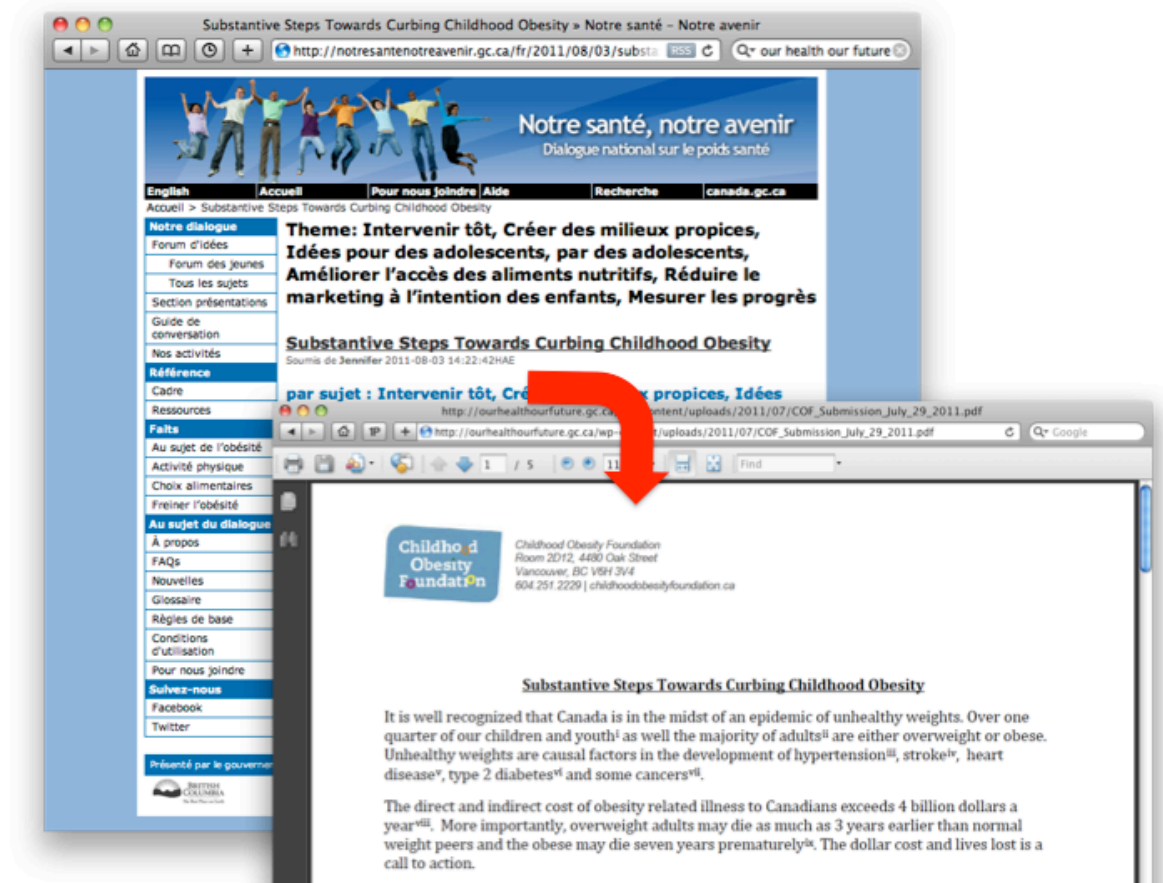 Substantive Steps Towards Curbing Childhood Obesity » Notre santé – Notre avenir
http://notresantenotreavenir.gc.ca/fr/2011/08/03/substa RSS our health our future
Notre santé, notre avenir
Dialogue national sur le poids santé
English Accueil Pour nous joindre Aide Recherche canada.gc.ca
Accueil > Substantive Steps Towards Curbing Childhood Obesity
Notre dialogue
Forum d'idées
Forum des jeunes
Tous les sujets
Section présentations
Guide de
conversation
Nos activités
Référence
Cadre
Ressources
Faits
Au sujet de l'obésité
Activité physique
Choix alimentaires
Freiner l'obésité
Au sujet du dialogue
À propos
FAQs
Nouvelles
Glossaire
Règles de base
Conditions
d'utilisation
Pour nous joindre
Suivez-nous
Facebook
Twitter
Présenté par le gouverne
BRITISH
COLUMBIA
Theme: Intervenir tôt, Créer des milieux propices,
Idées pour des adolescents, par des adolescents,
Améliorer l'accès des aliments nutritifs, Réduire le
marketing à l'intention des enfants, Mesurer les progrès
Substantive Steps Towards Curbing Childhood Obesity
Soumis de Jennifer 2011-08-03 14:22:42HAE
par sujet : Intervenir tôt, Cré x propices, Idées
http://ourhealthourfuture.gc.ca ntent/uploads/2011/07/COF_Submission_July_29_2011.pdf
1P http://ourhealthourfuture.gc.ca/wp- t/uploads/2011/07/COF_Submission_July_29_2011.pdf Google
1 / 5 11 Find
Childhood
Obesity
Foundation
Childhood Obesity Foundation
Room 2D12, 4480 Oak Street
Vancouver, BC V6H 3V4
604.251.2229 | childhoodobesityfoundation.ca
Substantive Steps Towards Curbing Childhood Obesity
It is well recognized that Canada is in the midst of an epidemic of unhealthy weights. Over one
quarter of our children and youthⁱ as well the majority of adultsⁱⁱ are either overweight or obese.
Unhealthy weights are causal factors in the development of hypertensionⁱⁱⁱ, strokeⁱᵛ, heart
diseaseᵛ, type 2 diabetesᵛⁱ and some cancersᵛⁱⁱ.
The direct and indirect cost of obesity related illness to Canadians exceeds 4 billion dollars a
yearᵛⁱⁱⁱ. More importantly, overweight adults may die as much as 3 years earlier than normal
weight peers and the obese may die seven years prematurelyⁱˣ. The dollar cost and lives lost is a
call to action.